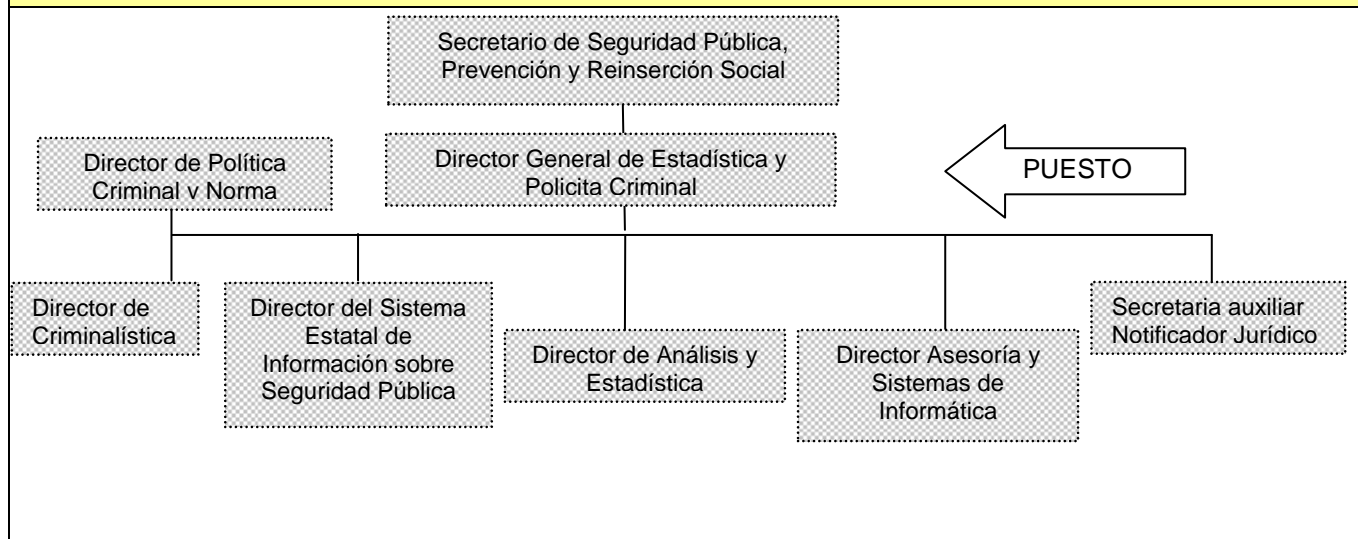 Secretario de Seguridad Pública,
Prevención y Reinserción Social
Director de Política
Criminal v Norma
Director General de Estadística y
Policita Criminal
PUESTO
Director de
Criminalística
Director del Sistema
Estatal de
Información sobre
Seguridad Pública
Director de Análisis y
Estadística
Director Asesoría y
Sistemas de
Informática
Secretaria auxiliar
Notificador Jurídico